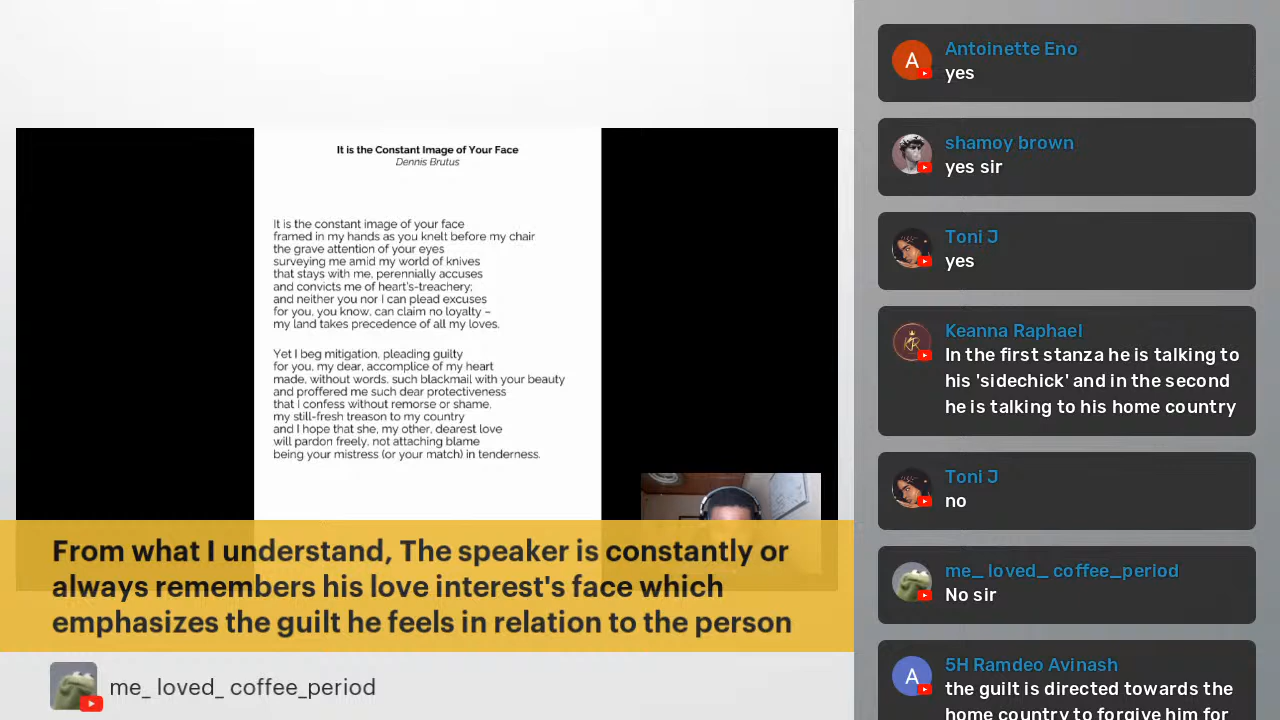 It is the Constant Image of Your Face
Dennis Brutus
It is the constant image of your face
framed in my hands as you knelt before my chair
the grave attention of your eyes
surveying me amid my world of knives
that stays with me, perennially accuses
and convicts me of heart's-treachery;
and neither you nor I can plead excuses
for you, you know, can claim no loyalty –
my land takes precedence of all my loves.
Yet I beg mitigation, pleading guilty
for you, my dear, accomplice of my heart
made, without words, such blackmail with your beauty
and proffered me such dear protectiveness
that I confess without remorse or shame,
my still-fresh treason to my country
and I hope that she, my other, dearest love
will pardon freely, not attaching blame
being your mistress (or your match) in tenderness.
From what I understand, The speaker is constantly or
always remembers his love interest's face which
emphasizes the guilt he feels in relation to the person
me_ loved_ coffee_period
A
Antoinette Eno
yes
shamoy brown
yes sir
Toni J
yes
KR
Keanna Raphael
In the first stanza he is talking to
his 'sidechick' and in the second
he is talking to his home country
Toni J
no
me_ loved_ coffee_period
No sir
A
5H Ramdeo Avinash
the guilt is directed towards the
home country to forgive him for